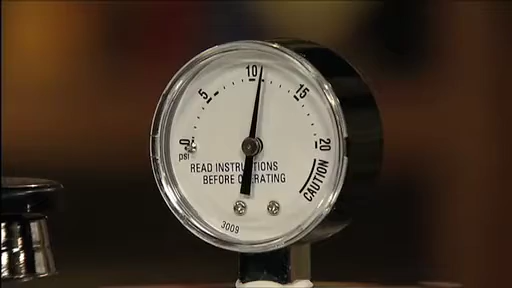 10
5
15
0
20
psi
READ INSTRUCTIONS
BEFORE OPERATING
CAUTION
3009